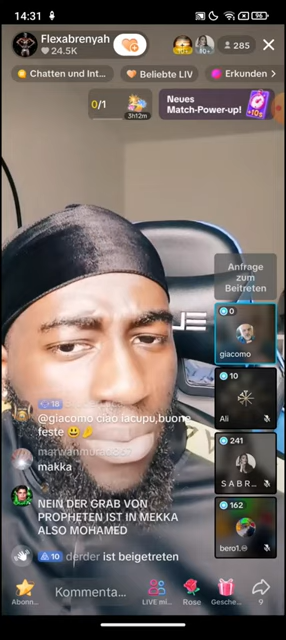 14:31
96
Flexabrenyah
24.5K
285
Chatten und Int...
Beliebte LIV
Erkunden
0/1
3h12m
Neues
Match-Power-up!
+10s
Anfrage
zum
Beitreten
0
giacomo
10
Ali
241
S A B R...
162
bero1.
18
@giacomo ciao iacupu,buone
feste
makka
NEIN DER GRAB VON
PROPHETEN IST IN MEKKA
ALSO MOHAMED
10 derder ist beigetreten
Abonn...
Kommenta...
LIVE mi...
Rose
Gesche...
9